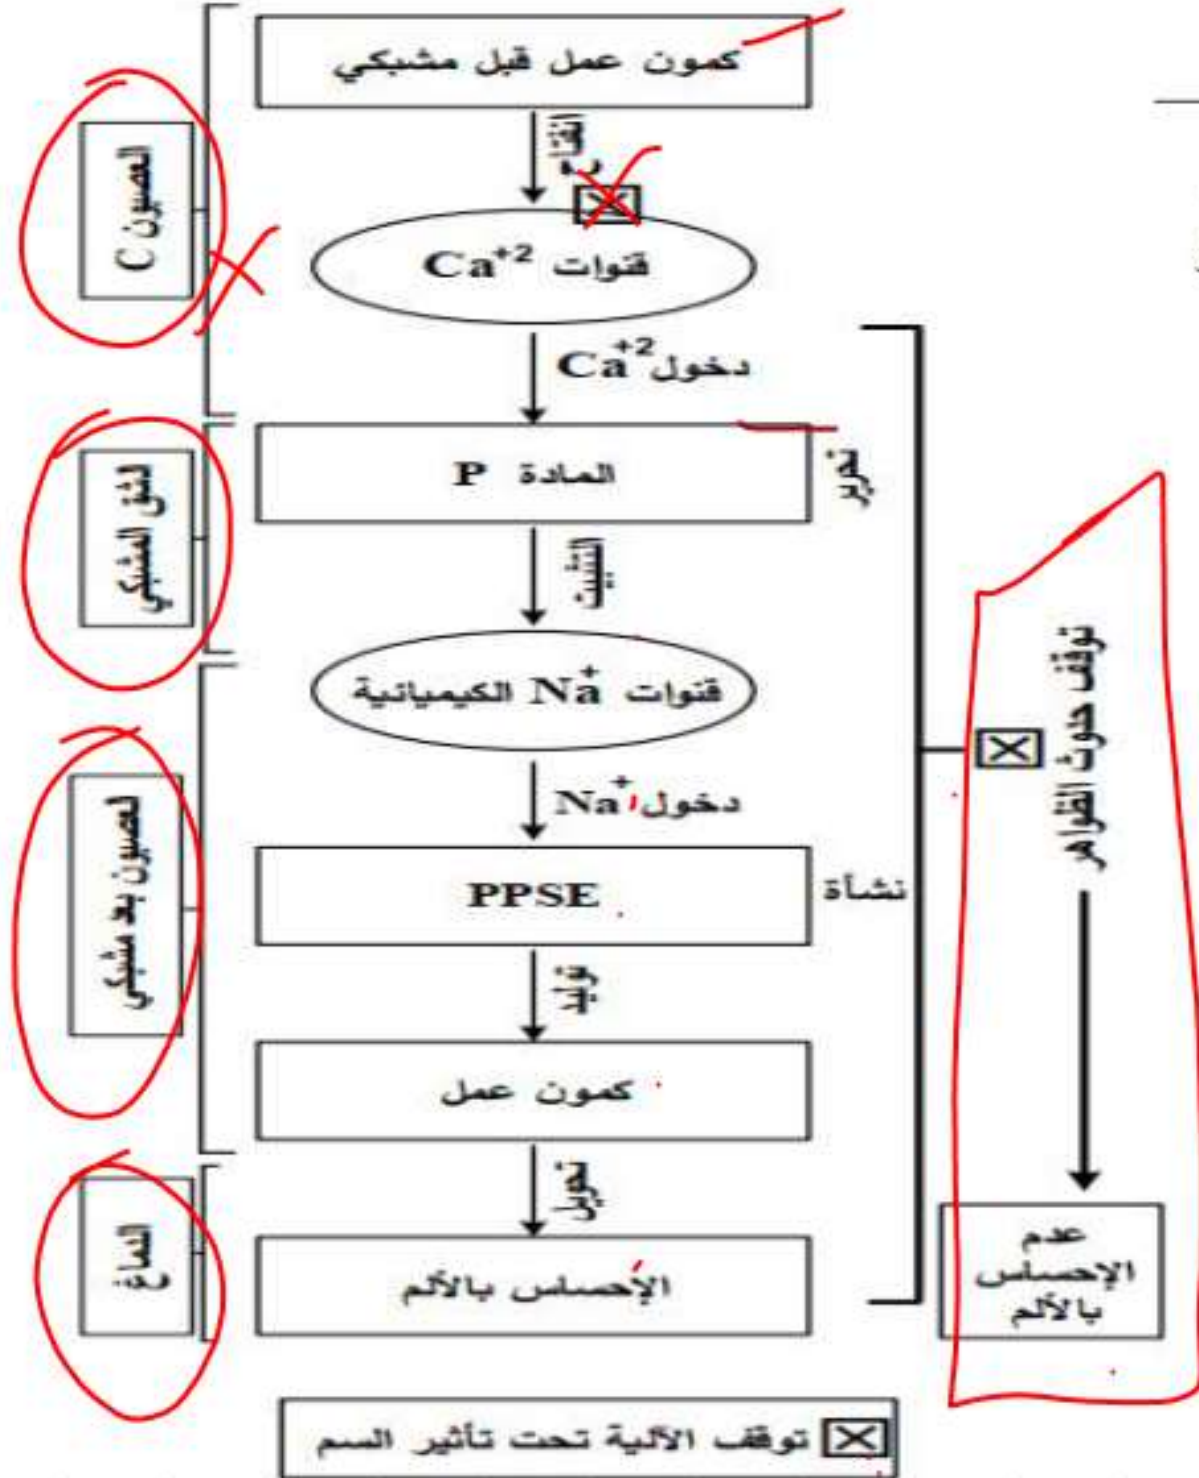 كمون عمل قبل مشبكي
انفتاح
العصبون C
قنوات Ca+2
دخول Ca+2
المادة P
تحرير
الشق المشبكي
التثبيت
قنوات Na+ الكيميائية
توقف حدوث الظواهر
دخول Na+
PPSE
نشأة
العصبون بعد مشبكي
توليد
كمون عمل
تحويل
الدماغ
الإحساس بالألم
عدم
الإحساس
بالألم
توقف الآلية تحت تأثير السم